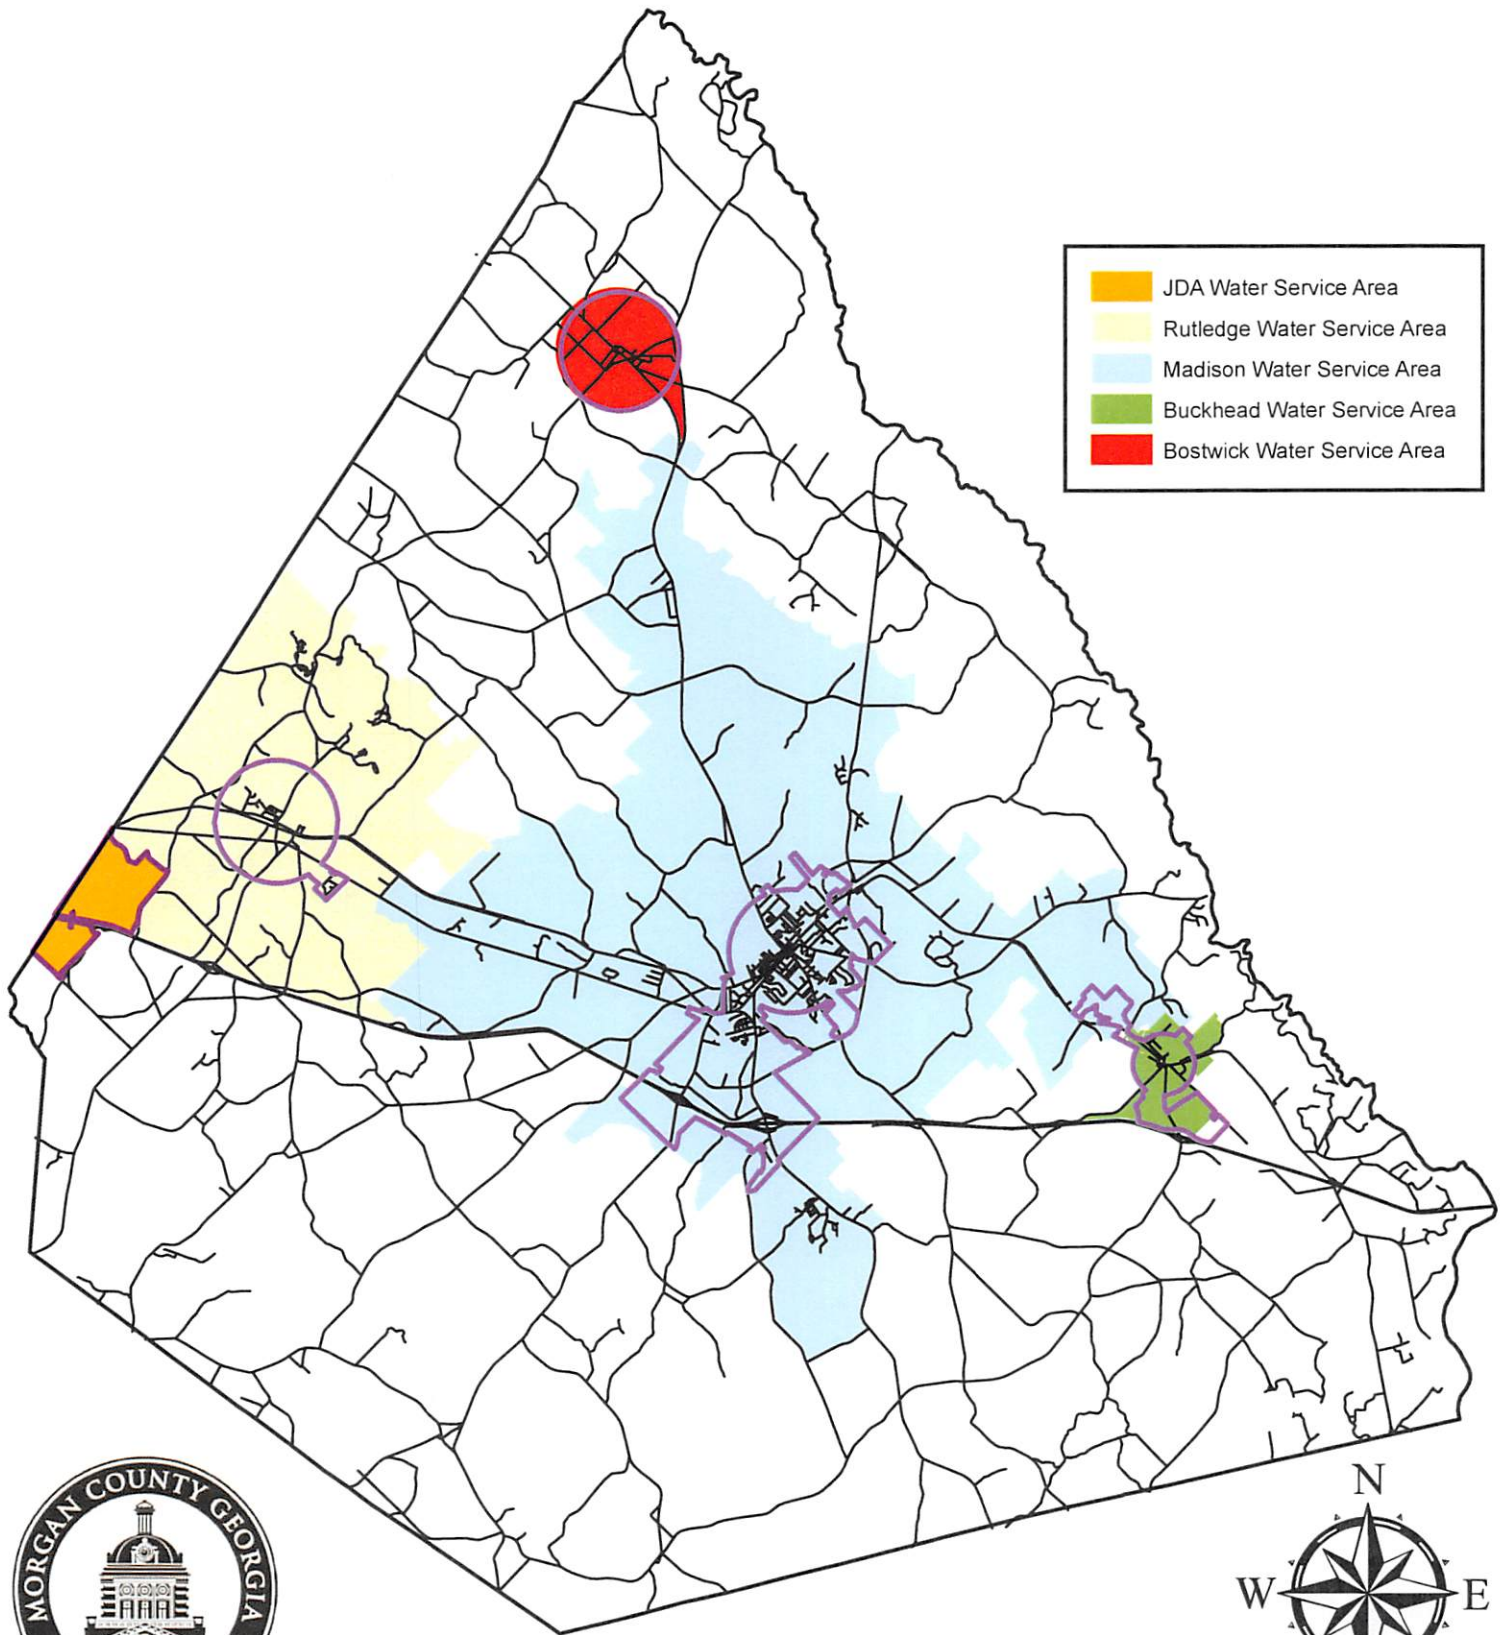 JDA Water Service Area
Rutledge Water Service Area
Madison Water Service Area
Buckhead Water Service Area
Bostwick Water Service Area
MORGAN COUNTY GEORGIA
N
W
E